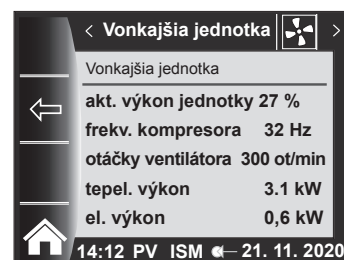 < Vonkajšia jednotka >
Vonkajšia jednotka
akt. výkon jednotky 27 %
frekv. kompresora 32 Hz
otáčky ventilátora 300 ot/min
tepel. výkon 3.1 kW
el. výkon 0,6 kW
14:12 PV ISM 21. 11. 2020